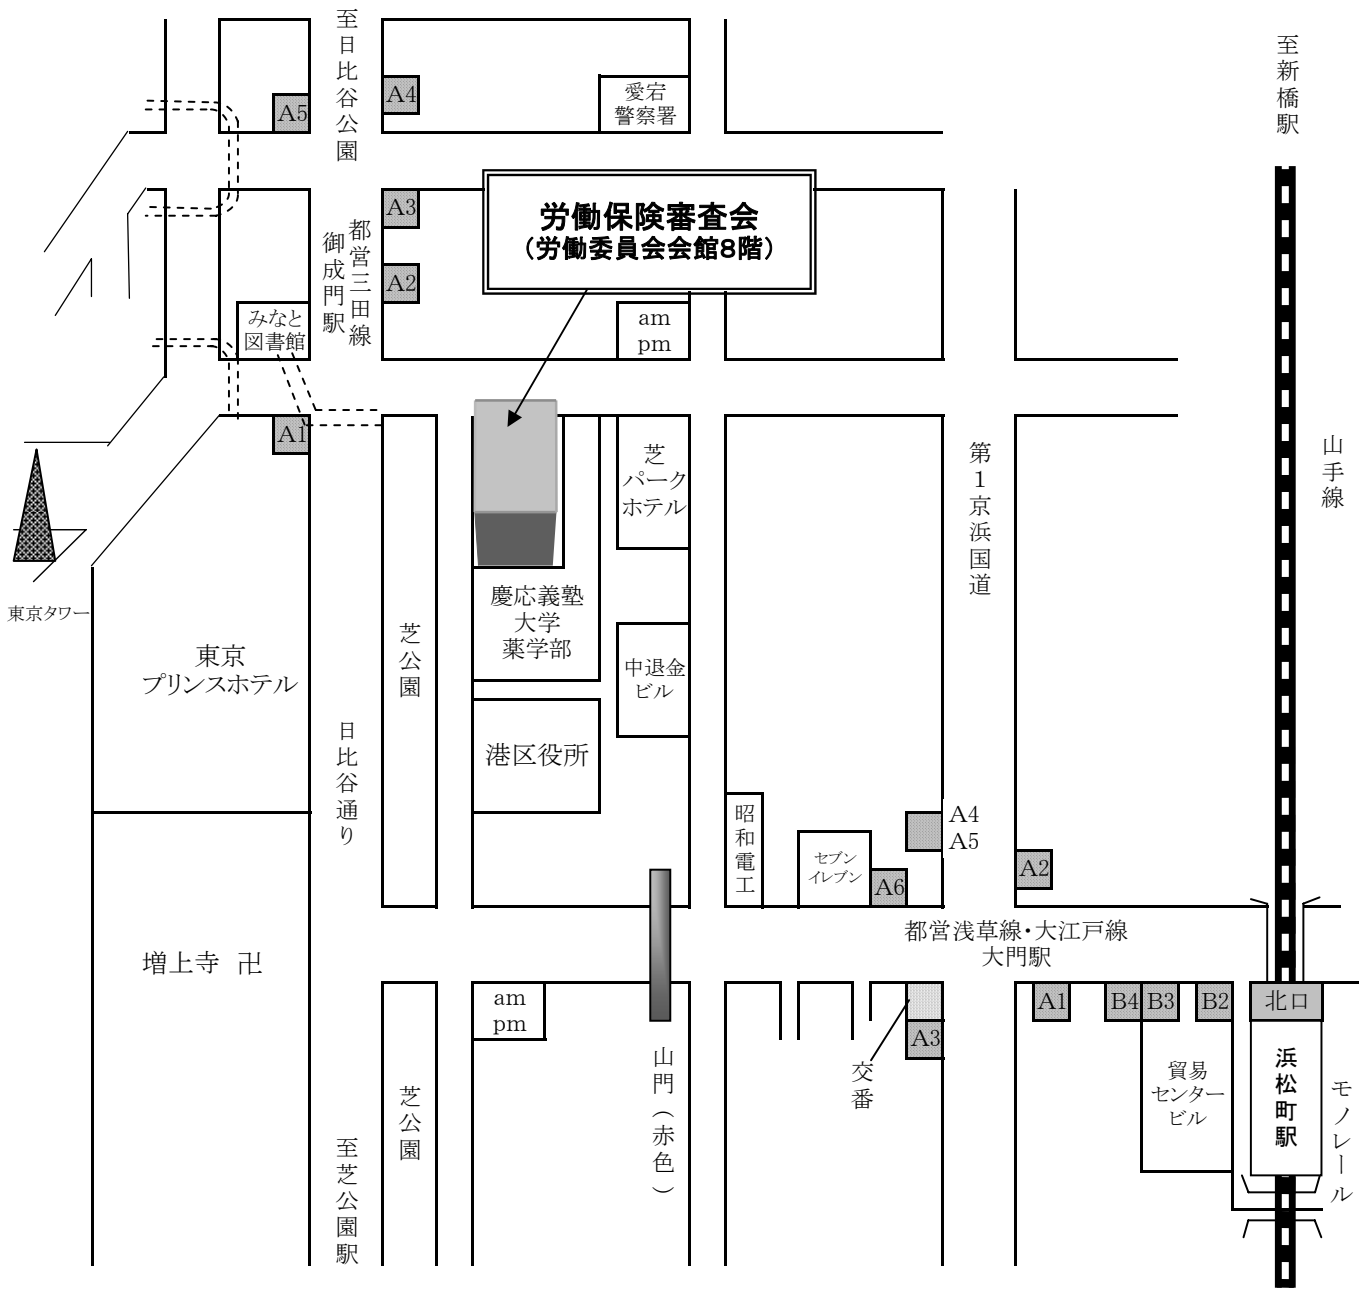 至日比谷公園
至新橋駅
A5
A4
愛宕
警察署
労働保険審査会
（労働委員会会館8階）
A3
都営三田線
御成門駅
A2
みなと
図書館
am
pm
A1
芝
パーク
ホテル
第1京浜国道
山手線
東京タワー
慶応義塾
大学
薬学部
芝公園
東京
プリンスホテル
中退金
ビル
日比谷通り
港区役所
昭和電工
セブン
イレブン
A6
A4
A5
A2
都営浅草線・大江戸線
大門駅
増上寺 卍
am
pm
A1
B4
B3
B2
北口
A3
交番
山門（赤色）
芝公園
至芝公園駅
貿易
センター
ビル
浜松町駅
モノレール